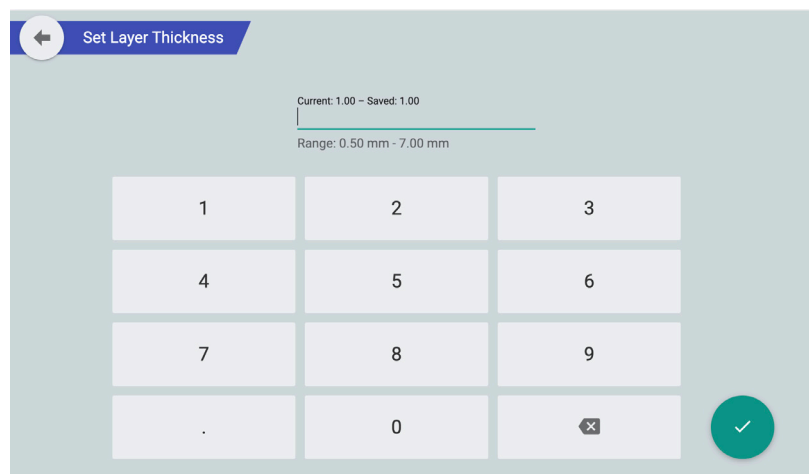 Set Layer Thickness
Current: 1.00 – Saved: 1.00
Range: 0.50 mm - 7.00 mm
1 2 3
4 5 6
7 8 9
. 0